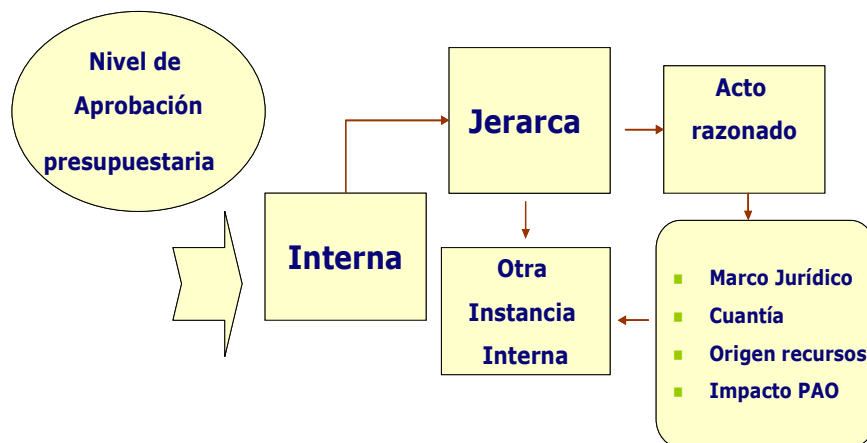 Nivel de
Aprobación
presupuestaria
Interna
Jerarca
Acto
razonado
Otra
Instancia
Interna
Marco Jurídico
Cuantía
Origen recursos
Impacto PAO